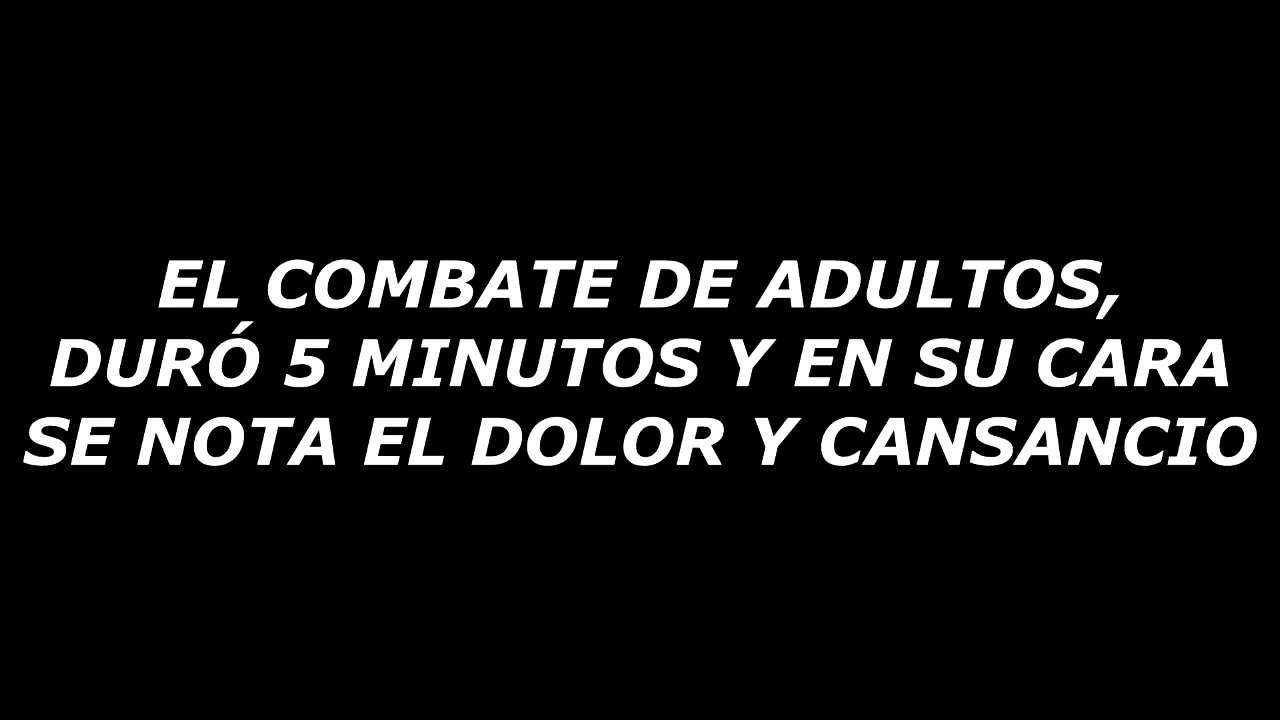 EL COMBATE DE ADULTOS,
DURÓ 5 MINUTOS Y EN SU CARA
SE NOTA EL DOLOR Y CANSANCIO